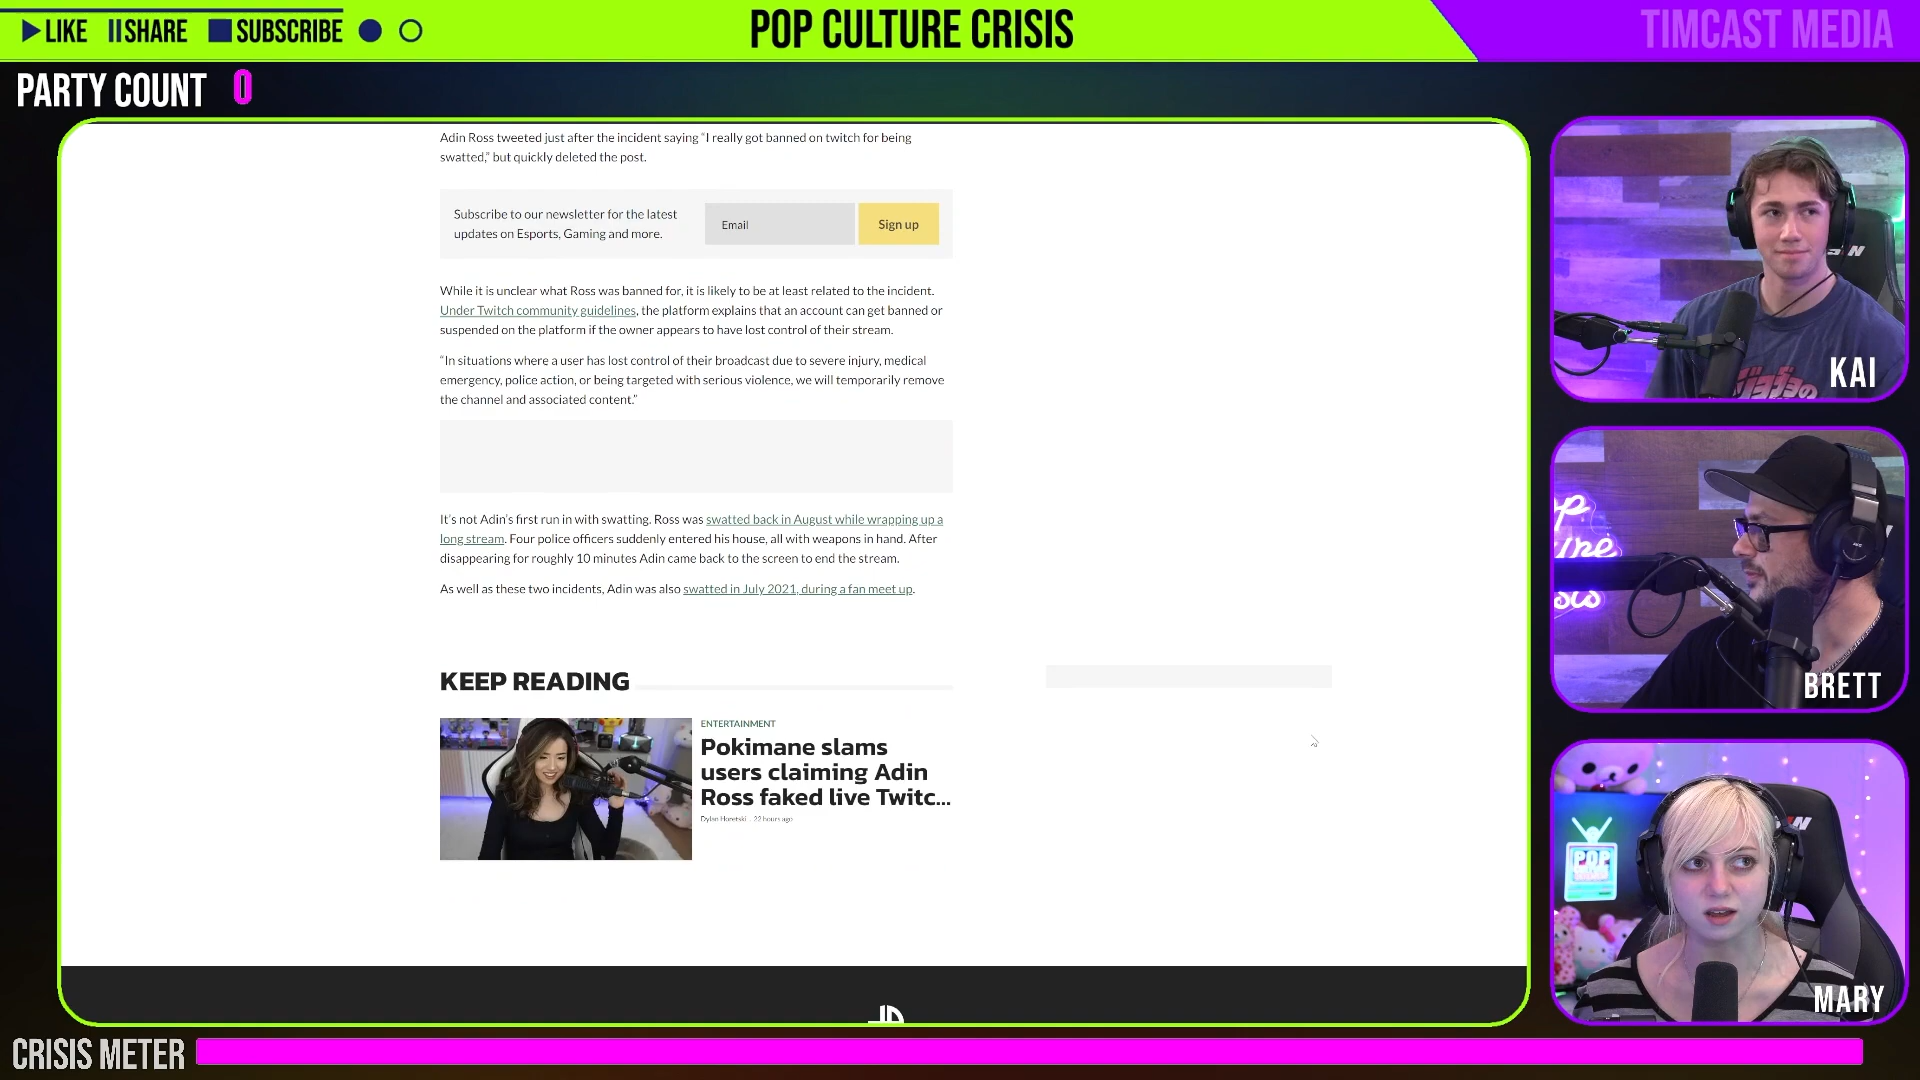 LIKE SHARE SUBSCRIBE
POP CULTURE CRISIS
TIMCAST MEDIA
PARTY COUNT 0
Adin Ross tweeted just after the incident saying “I really got banned on twitch for being
swatted,” but quickly deleted the post.
Subscribe to our newsletter for the latest
updates on Esports, Gaming and more.
Email
Sign up
While it is unclear what Ross was banned for, it is likely to be at least related to the incident.
Under Twitch community guidelines, the platform explains that an account can get banned or
suspended on the platform if the owner appears to have lost control of their stream.
“In situations where a user has lost control of their broadcast due to severe injury, medical
emergency, police action, or being targeted with serious violence, we will temporarily remove
the channel and associated content.”
It’s not Adin’s first run in with swatting. Ross was swatted back in August while wrapping up a
long stream. Four police officers suddenly entered his house, all with weapons in hand. After
disappearing for roughly 10 minutes Adin came back to the screen to end the stream.
As well as these two incidents, Adin was also swatted in July 2021, during a fan meet up.
KEEP READING
ENTERTAINMENT
Pokimane slams
users claiming Adin
Ross faked live Twitc...
Dylan Horetski · 22 hours ago
KAI
BRETT
POP
MARY
CRISIS METER